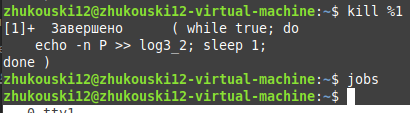 zhukouski12@zhukouski12-virtual-machine:~$ kill %1
[1]+  Завершено      ( while true; do
    echo -n P >> log3_2; sleep 1;
done )
zhukouski12@zhukouski12-virtual-machine:~$ jobs
zhukouski12@zhukouski12-virtual-machine:~$